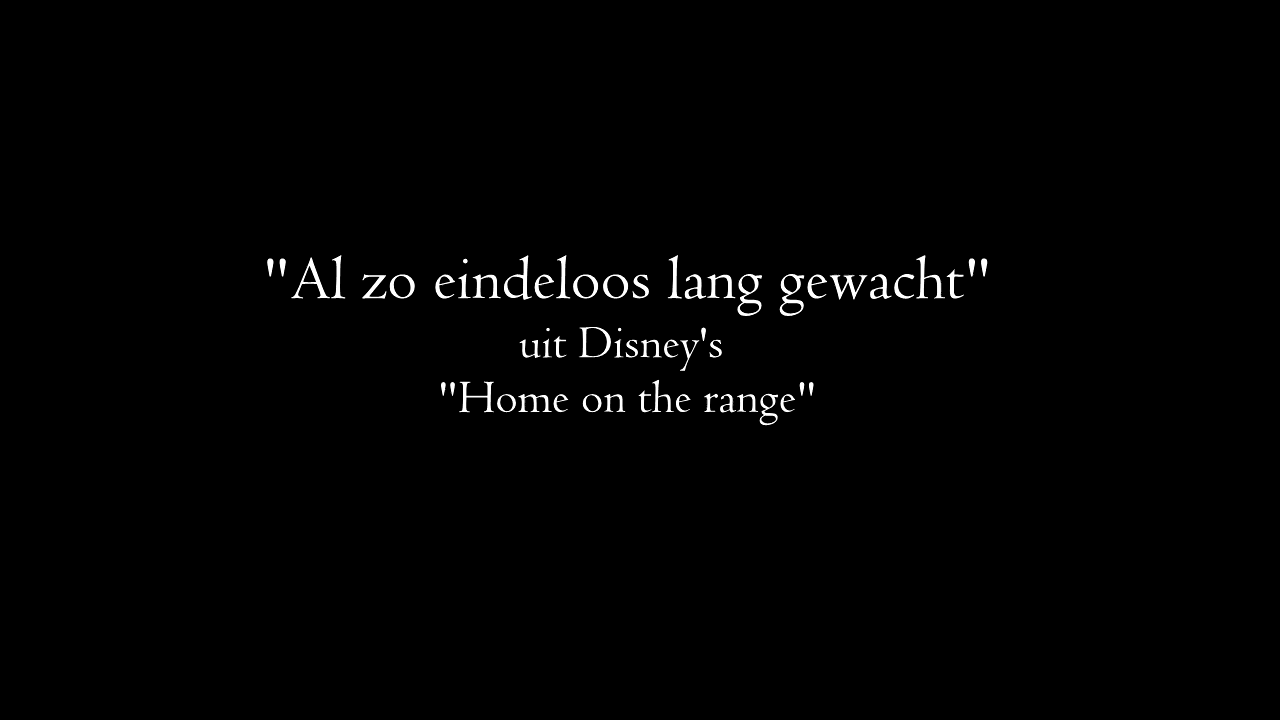 "Al zo eindeloos lang gewacht"
uit Disney's
"Home on the range"